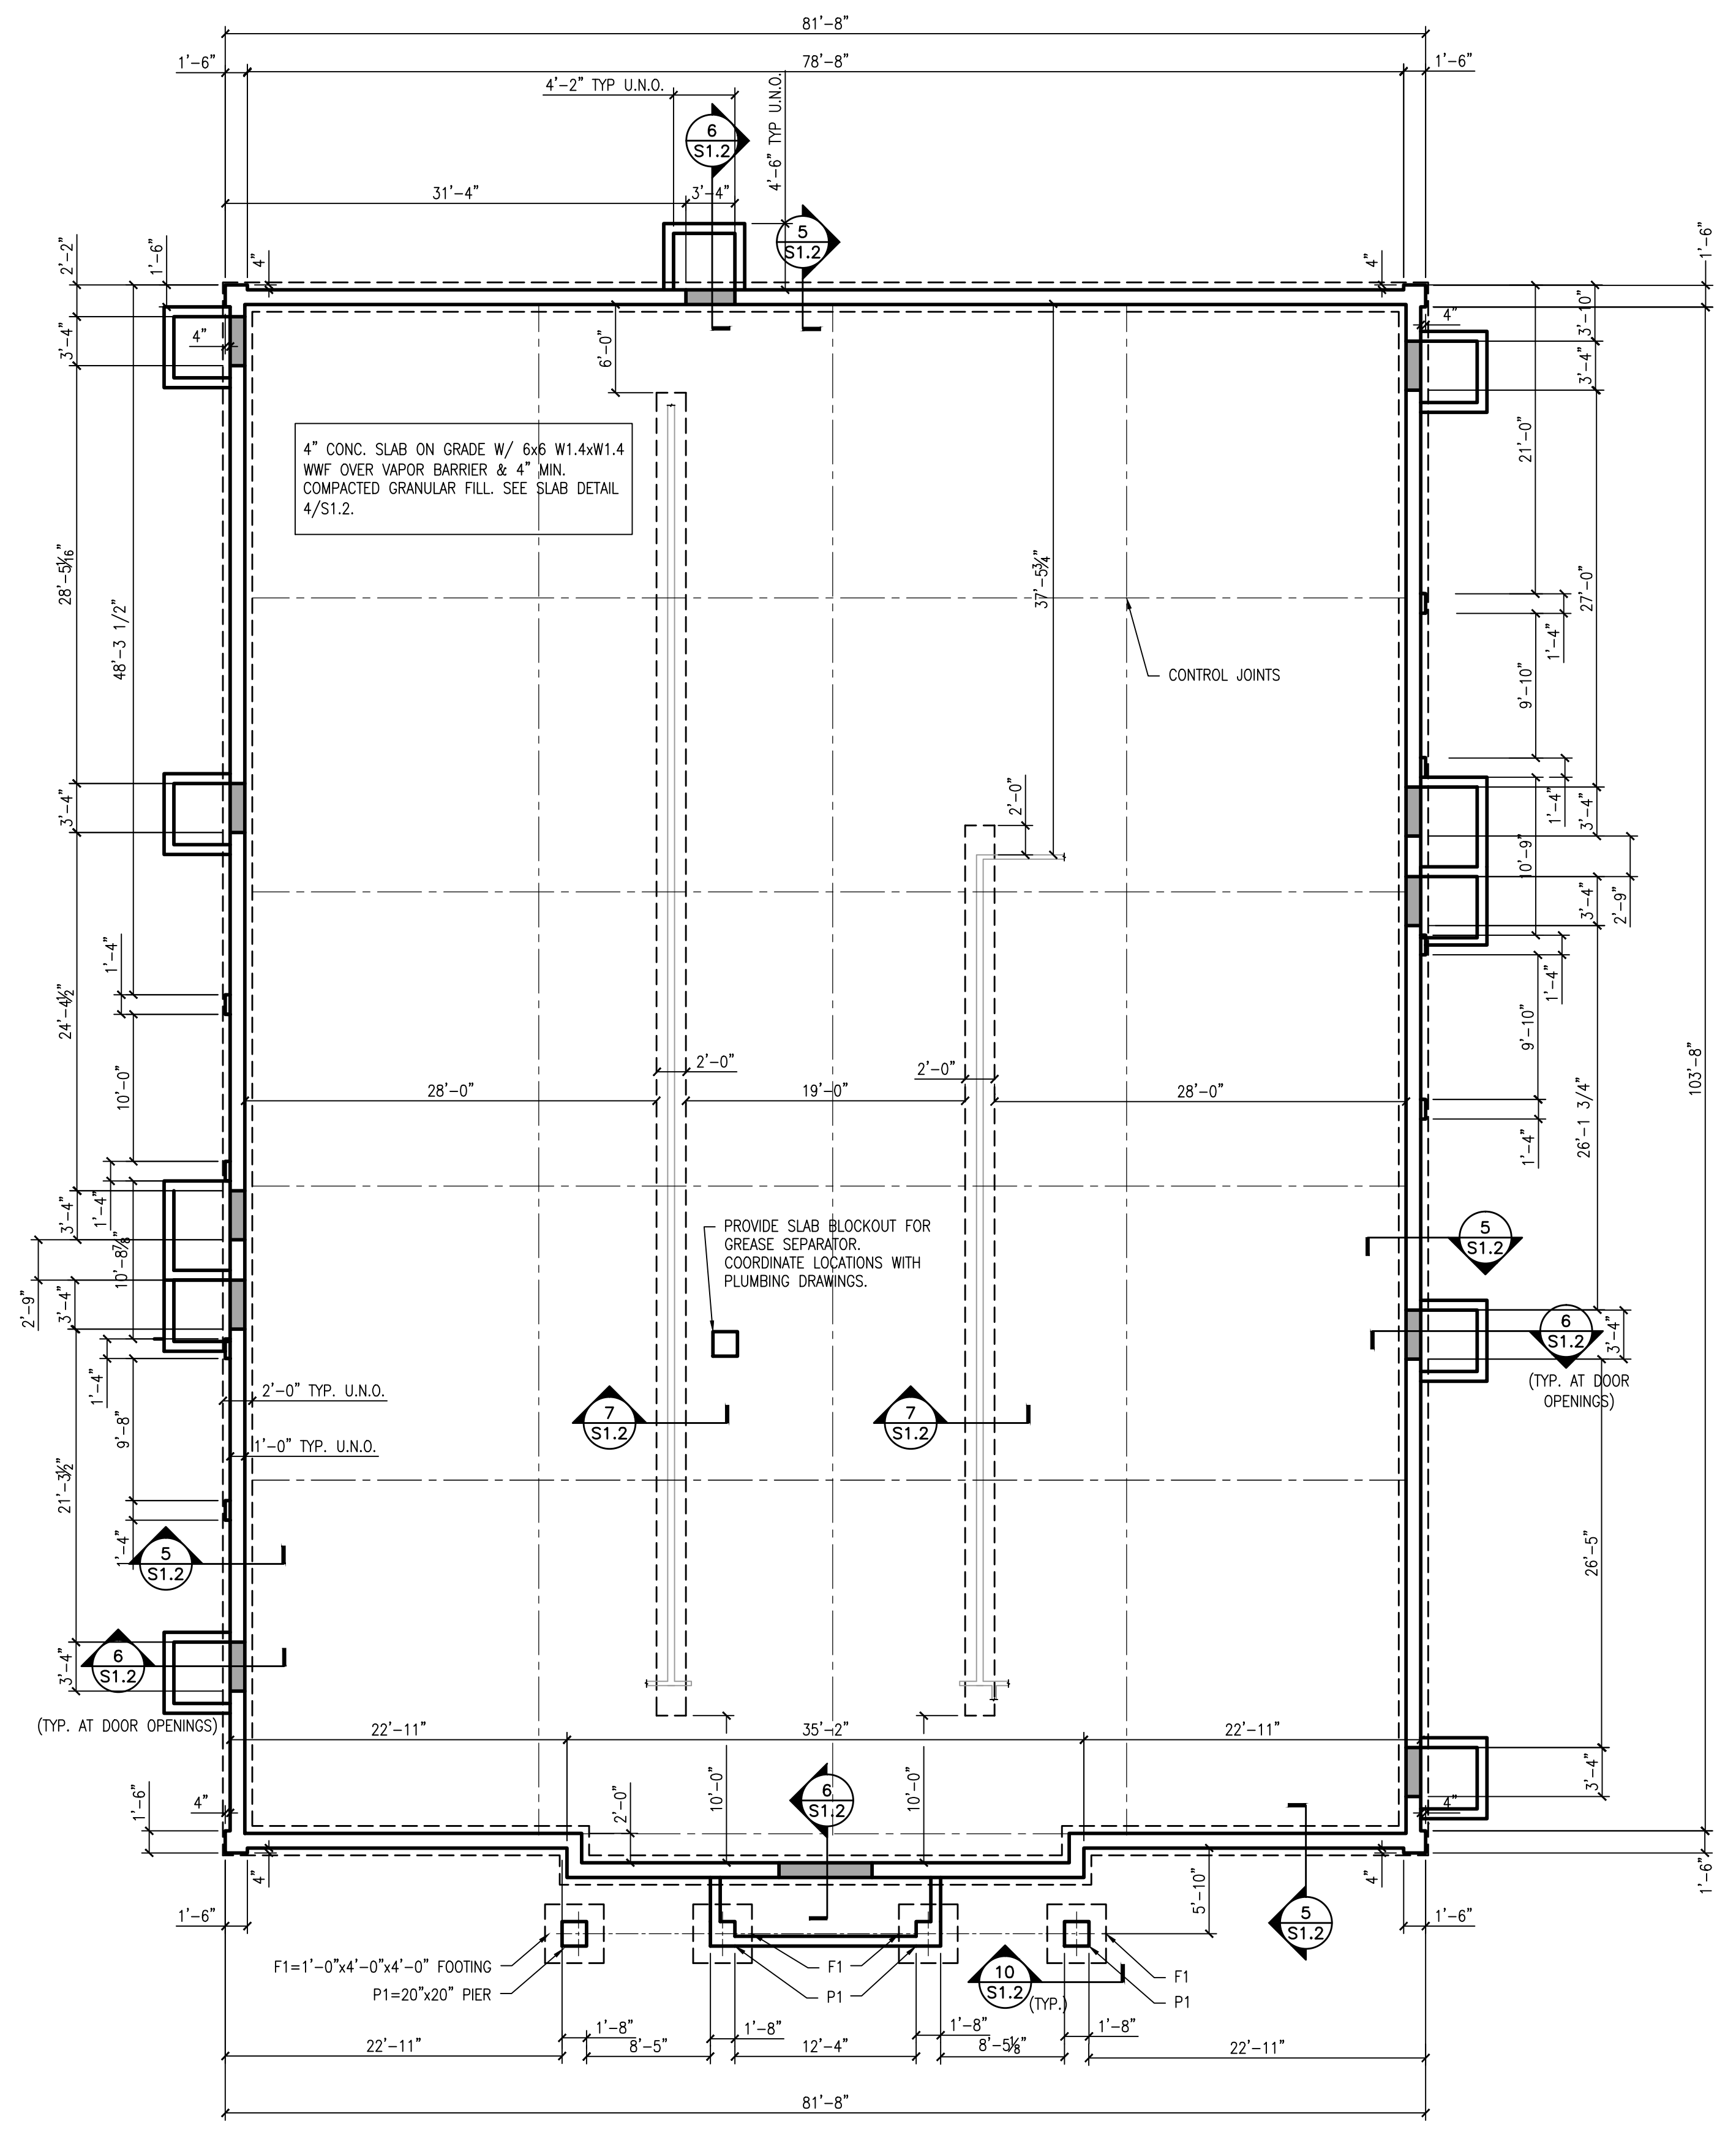 81'-8"
1'-6"
78'-8"
1'-6"
4'-2" TYP U.N.O.
4'-6" TYP U.N.O.
6
S1.2
31'-4"
3'-4"
5
S1.2
2'-2"
1'-6"
4"
4"
1'-6"
3'-4"
4"
6'-0"
4"
3'-10"
3'-4"
21'-0"
4" CONC. SLAB ON GRADE W/ 6x6 W1.4xW1.4
WWF OVER VAPOR BARRIER & 4" MIN.
COMPACTED GRANULAR FILL. SEE SLAB DETAIL
4/S1.2.
28'-5 1/16"
48'-3 1/2"
37'-5 3/4"
27'-0"
1'-4"
CONTROL JOINTS
9'-10"
3'-4"
2'-0"
1'-4"
3'-4"
10'-9"
3'-4"
2'-9"
1'-4"
24'-4½"
1'-4"
9'-10"
10'-0"
2'-0"
2'-0"
28'-0"
19'-0"
28'-0"
103'-8"
26'-1 3/4"
1'-4"
1'-4"
3'-4"
PROVIDE SLAB BLOCKOUT FOR
GREASE SEPARATOR.
COORDINATE LOCATIONS WITH
PLUMBING DRAWINGS.
5
S1.2
10'-8⅞"
2'-9"
3'-4"
6
S1.2
3'-4"
(TYP. AT DOOR
OPENINGS)
1'-4"
2'-0" TYP. U.N.O.
7
S1.2
7
S1.2
9'-8"
1'-0" TYP. U.N.O.
21'-3½"
1'-4"
5
S1.2
26'-5"
6
S1.2
3'-4"
(TYP. AT DOOR OPENINGS)
22'-11"
35'-2"
22'-11"
3'-4"
10'-0"
10'-0"
6
S1.2
1'-6"
4"
2'-0"
4"
4"
4"
1'-6"
5'-10"
1'-6"
1'-6"
5
S1.2
F1=1'-0"x4'-0"x4'-0" FOOTING
F1
10
S1.2
(TYP.)
F1
P1=20"x20" PIER
P1
P1
1'-8"
1'-8"
1'-8"
1'-8"
22'-11"
8'-5"
12'-4"
8'-5⅛"
22'-11"
81'-8"